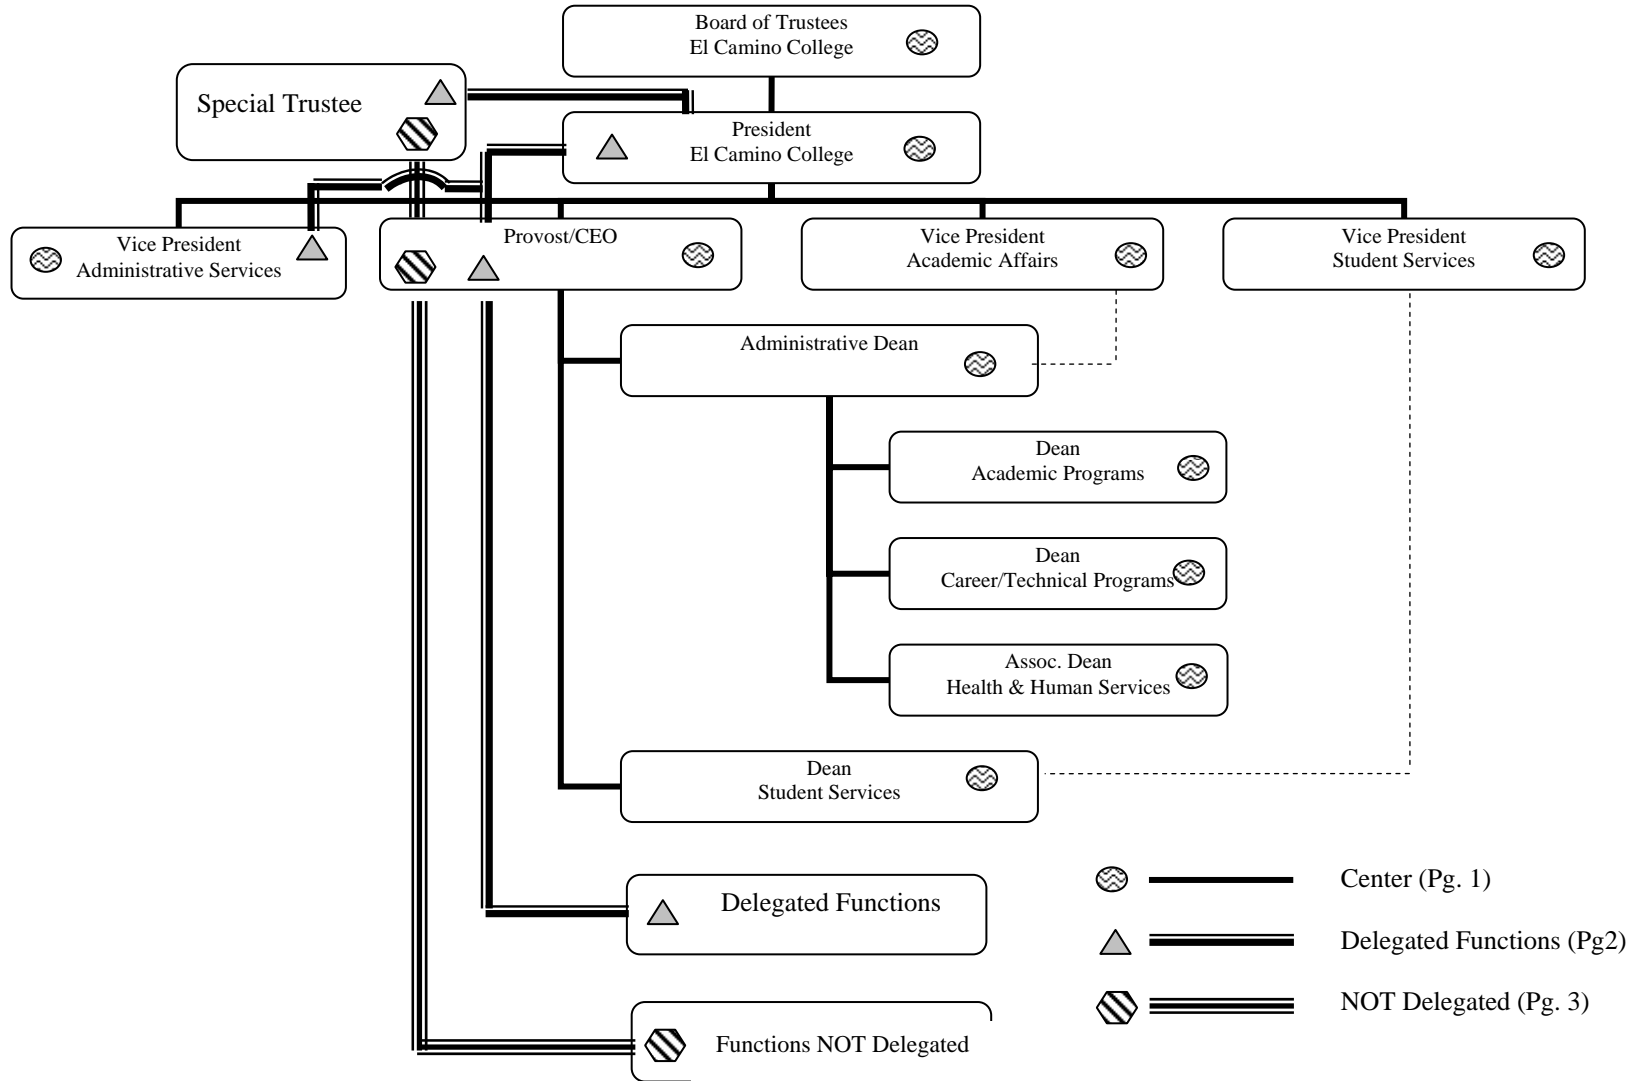 Board of Trustees
El Camino College
Special Trustee
President
El Camino College
Vice President
Administrative Services
Provost/CEO
Vice President
Academic Affairs
Vice President
Student Services
Administrative Dean
Dean
Academic Programs
Dean
Career/Technical Programs
Assoc. Dean
Health & Human Services
Dean
Student Services
Delegated Functions
Functions NOT Delegated
Center (Pg. 1)
Delegated Functions (Pg2)
NOT Delegated (Pg. 3)